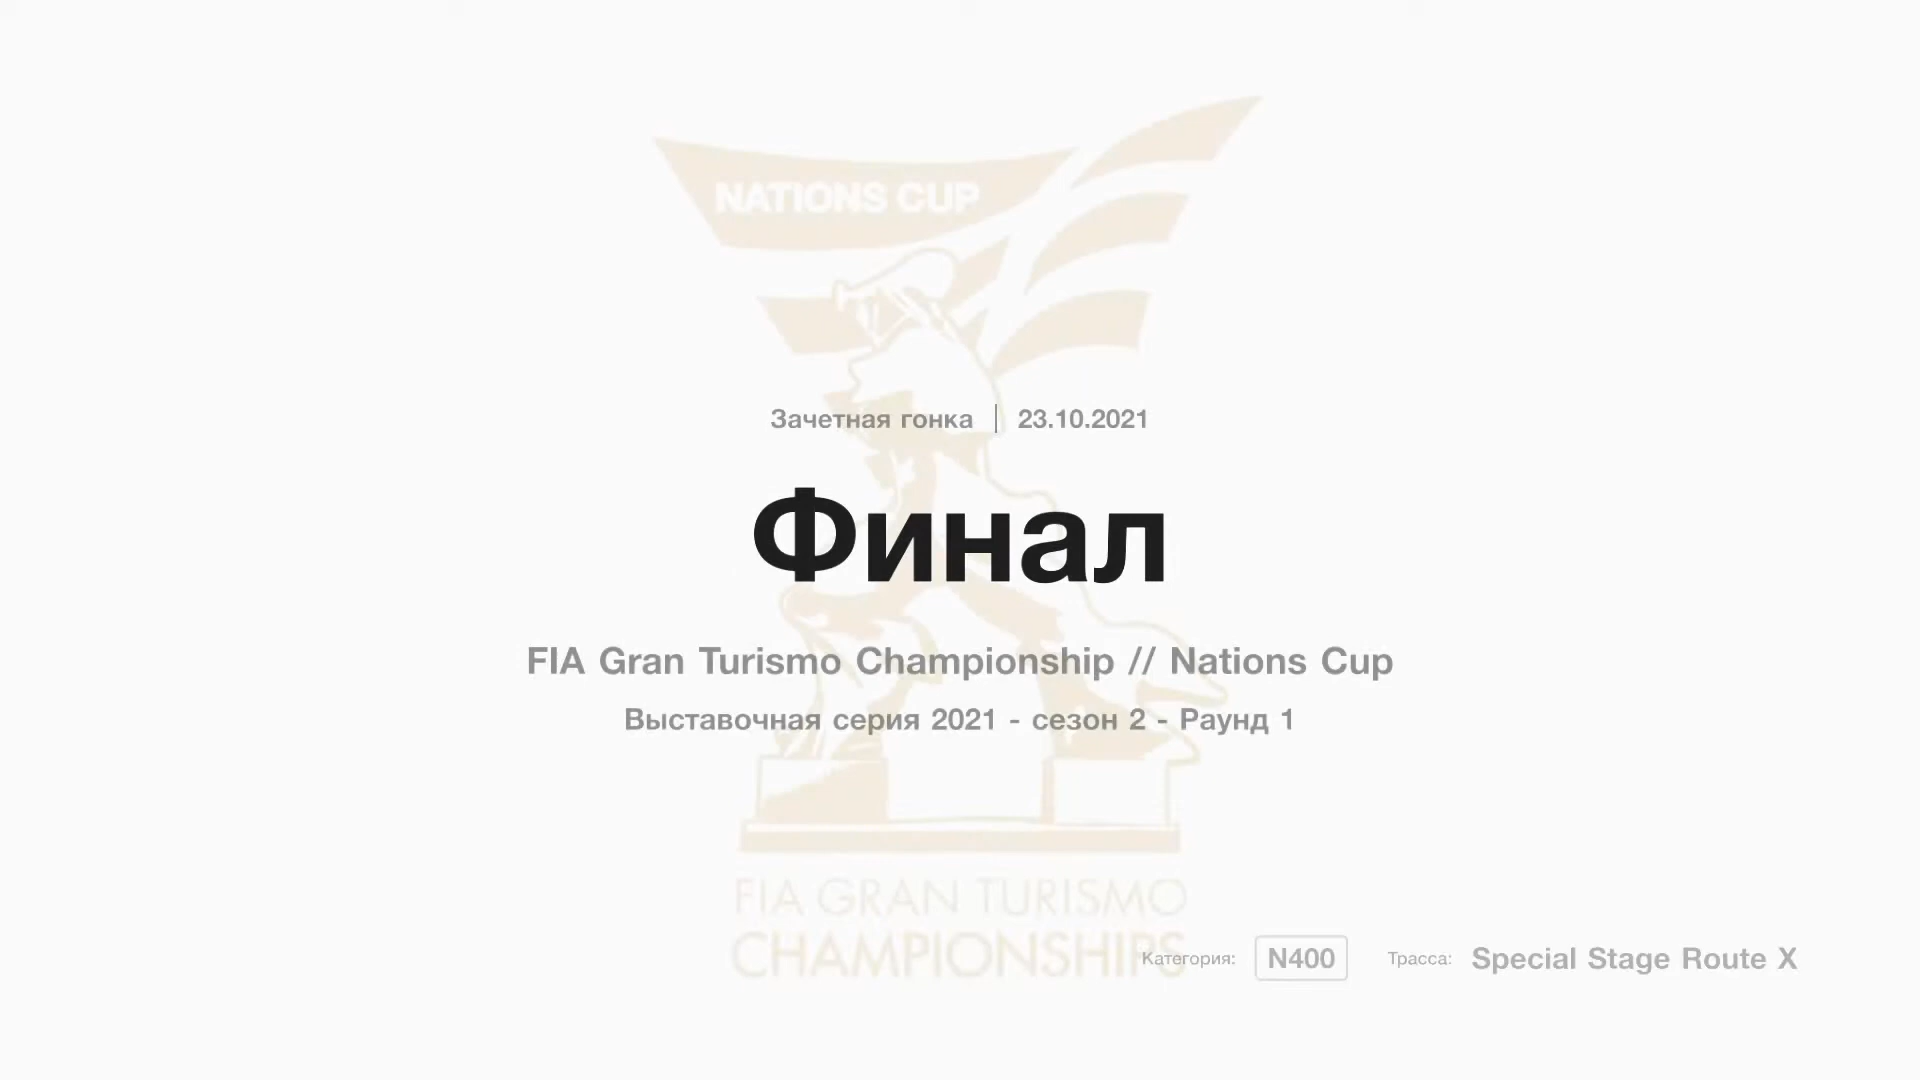 NATIONS CUP
Зачетная гонка | 23.10.2021
Финал
FIA Gran Turismo Championship // Nations Cup
Выставочная серия 2021 - сезон 2 - Раунд 1
FIA GRAN TURISMO
CHAMPIONSHIPS
Категория: N400 Трасса: Special Stage Route X